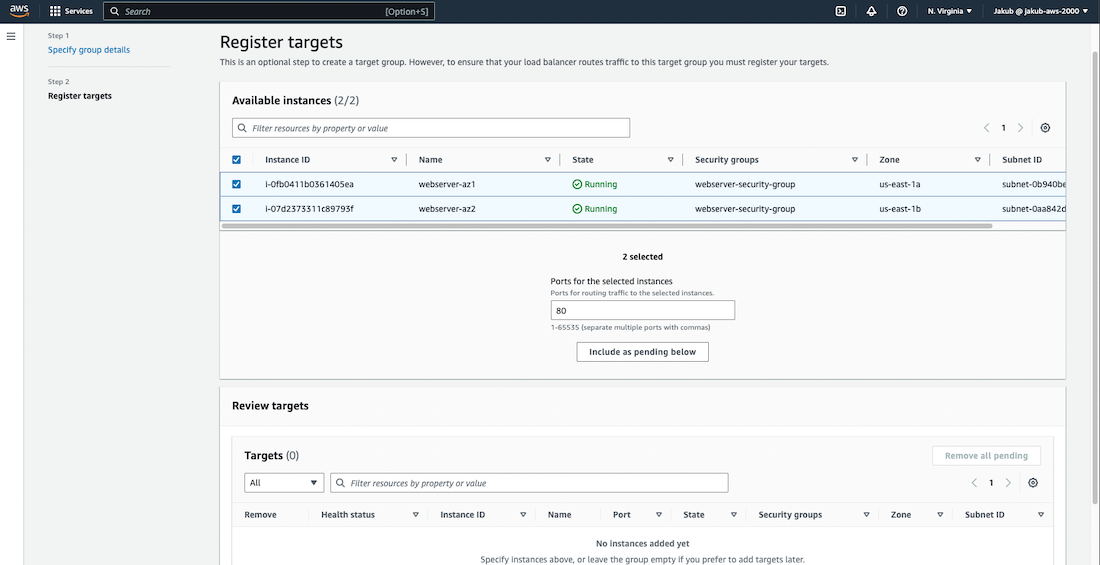 aws Services Search [Option+S] N. Virginia Jakub @ jakub-aws-2000
Step 1
Specify group details
Step 2
Register targets
Register targets
This is an optional step to create a target group. However, to ensure that your load balancer routes traffic to this target group you must register your targets.
Available instances (2/2)
Filter resources by property or value
1
Instance ID Name State Security groups Zone Subnet ID
i-0fb0411b0361405ea webserver-az1 Running webserver-security-group us-east-1a subnet-0b940be
i-07d2373311c89793f webserver-az2 Running webserver-security-group us-east-1b subnet-0aa842d
2 selected
Ports for the selected instances
Ports for routing traffic to the selected instances.
80
1-65535 (separate multiple ports with commas)
Include as pending below
Review targets
Targets (0)
Remove all pending
All
Filter resources by property or value
1
Remove Health status Instance ID Name Port State Security groups Zone Subnet ID
No instances added yet
Specify instances above, or leave the group empty if you prefer to add targets later.